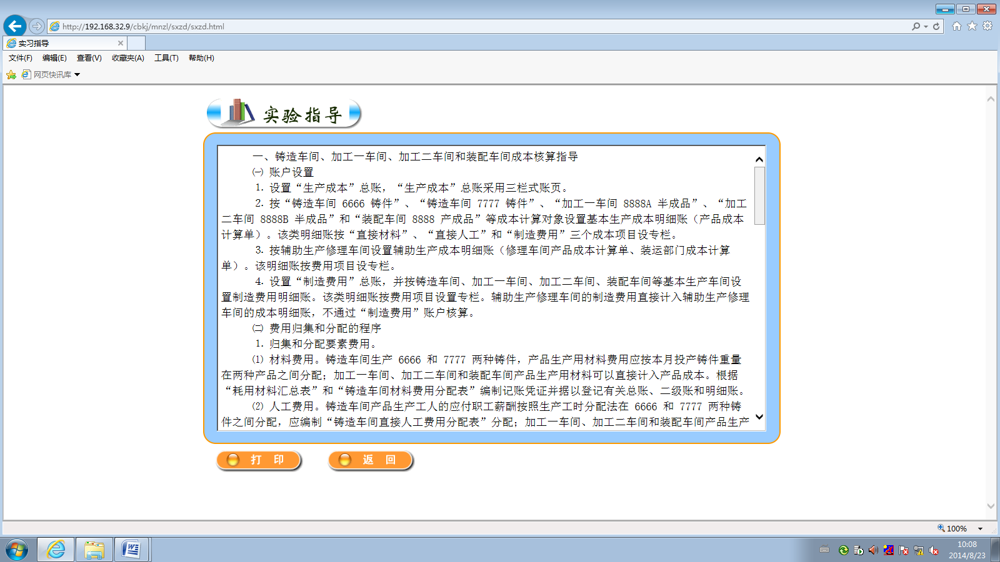 http://192.168.32.9/cbkj/mnzl/sxzd/sxzd.html
实习指导
文件(F) 编辑(E) 查看(V) 收藏夹(A) 工具(T) 帮助(H)
网页快讯库
实验指导
一、铸造车间、加工一车间、加工二车间和装配车间成本核算指导
㈠ 账户设置
1. 设置“生产成本”总账，“生产成本”总账采用三栏式账页。
2. 按“铸造车间 6666 铸件”、“铸造车间 7777 铸件”、“加工一车间 8888A 半成品”、“加工
二车间 8888B 半成品”和“装配车间 8888 产成品”等成本计算对象设置基本生产成本明细账（产品成本
计算单）。该类明细账按“直接材料”、“直接人工”和“制造费用”三个成本项目设专栏。
3. 按辅助生产修理车间设置辅助生产成本明细账（修理车间产品成本计算单、装运部门成本计算
单）。该明细账按费用项目设专栏。
4. 设置“制造费用”总账，并按铸造车间、加工一车间、加工二车间、装配车间等基本生产车间设
置制造费用明细账。该类明细账按费用项目设置专栏。辅助生产修理车间的制造费用直接计入辅助生产修理
车间的成本明细账，不通过“制造费用”账户核算。
㈡ 费用归集和分配的程序
1. 归集和分配要素费用。
⑴ 材料费用。铸造车间生产 6666 和 7777 两种铸件，产品生产用材料费用应按本月投产铸件重量
在两种产品之间分配；加工一车间、加工二车间和装配车间产品生产用材料可以直接计入产品成本。根据
“耗用材料汇总表”和“铸造车间材料费用分配表”编制记账凭证并据以登记有关总账、二级账和明细账。
⑵ 人工费用。铸造车间产品生产工人的应付职工薪酬按照生产工时分配法在 6666 和 7777 两种铸
件之间分配，应编制“铸造车间直接人工费用分配表”分配；加工一车间、加工二车间和装配车间产品生产
打 印 返 回
100%
10:08
2014/8/23